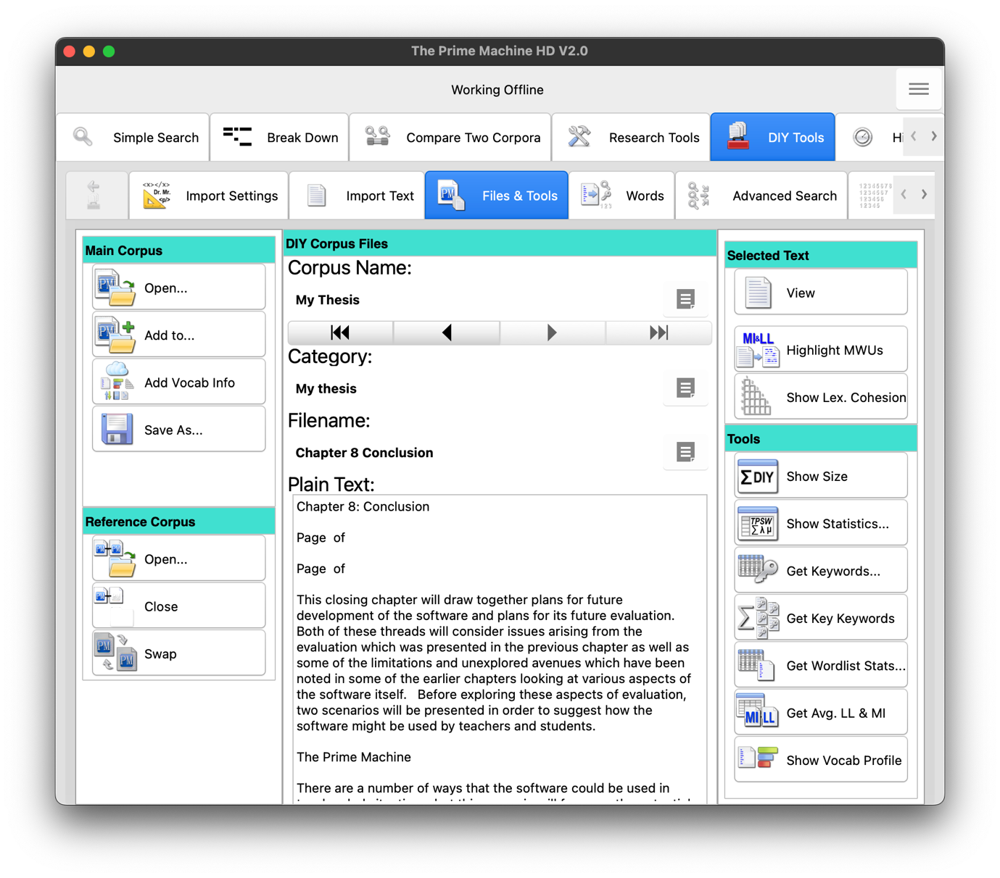 The Prime Machine HD V2.0
Working Offline
Simple Search
Break Down
Compare Two Corpora
Research Tools
DIY Tools
Import Settings
Import Text
Files & Tools
Words
Advanced Search
Main Corpus
Open...
Add to...
Add Vocab Info
Save As...
Reference Corpus
Open...
Close
Swap
DIY Corpus Files
Corpus Name:
My Thesis
Category:
My thesis
Filename:
Chapter 8 Conclusion
Plain Text:
Chapter 8: Conclusion
Page  of
Page  of
This closing chapter will draw together plans for future
development of the software and plans for its future evaluation.
Both of these threads will consider issues arising from the
evaluation which was presented in the previous chapter as well as
some of the limitations and unexplored avenues which have been
noted in some of the earlier chapters looking at various aspects of
the software itself.   Before exploring these aspects of evaluation,
two scenarios will be presented in order to suggest how the
software might be used by teachers and students.
The Prime Machine
There are a number of ways that the software could be used in
Selected Text
View
MI&LL
Highlight MWUs
Show Lex. Cohesion
Tools
ΣDIY
Show Size
TPSW
Σ λ μ
Show Statistics...
Get Keywords...
Get Key Keywords
Get Wordlist Stats...
MI LL
Get Avg. LL & MI
Show Vocab Profile